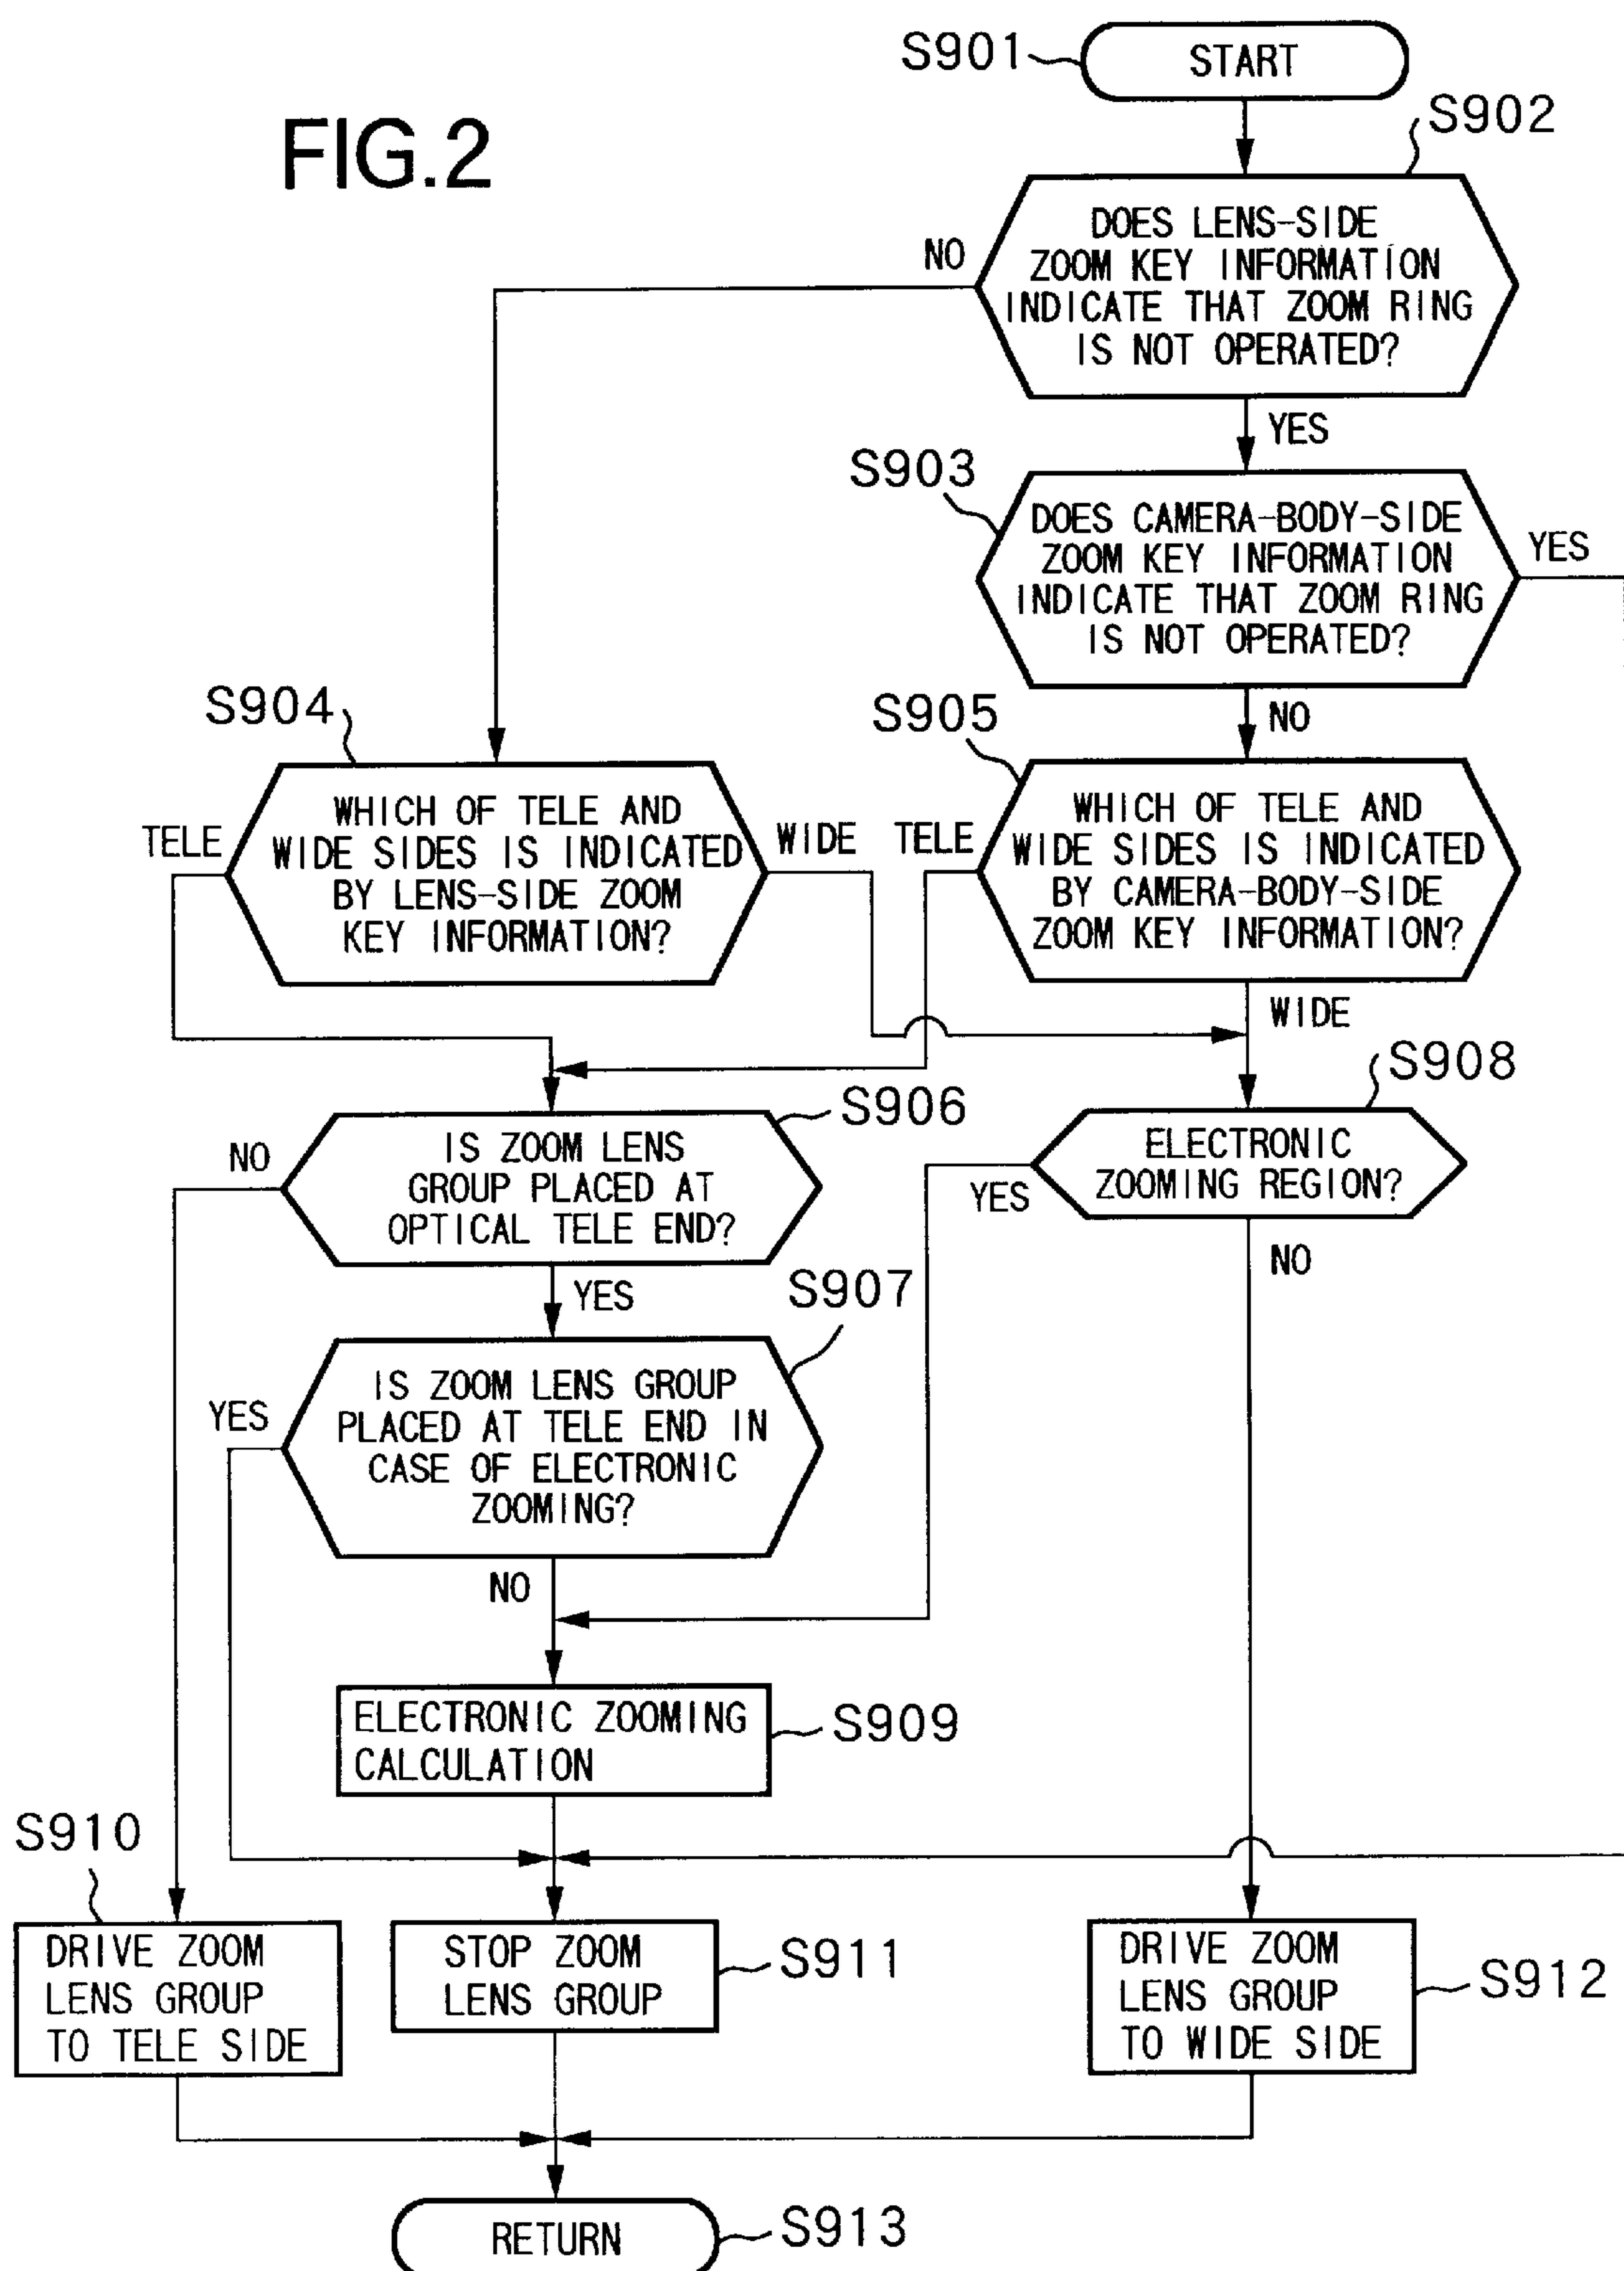 FIG.2
S901
START
S902
DOES LENS-SIDE
ZOOM KEY INFORMATION
INDICATE THAT ZOOM RING
IS NOT OPERATED?
NO
YES
S903
DOES CAMERA-BODY-SIDE
ZOOM KEY INFORMATION
INDICATE THAT ZOOM RING
IS NOT OPERATED?
YES
NO
S904
WHICH OF TELE AND
WIDE SIDES IS INDICATED
BY LENS-SIDE ZOOM
KEY INFORMATION?
TELE
WIDE
S905
WHICH OF TELE AND
WIDE SIDES IS INDICATED
BY CAMERA-BODY-SIDE
ZOOM KEY INFORMATION?
TELE
WIDE
S906
IS ZOOM LENS
GROUP PLACED AT
OPTICAL TELE END?
NO
YES
S908
ELECTRONIC
ZOOMING REGION?
YES
NO
S907
IS ZOOM LENS GROUP
PLACED AT TELE END IN
CASE OF ELECTRONIC
ZOOMING?
YES
NO
ELECTRONIC ZOOMING
CALCULATION
S909
S910
DRIVE ZOOM
LENS GROUP
TO TELE SIDE
STOP ZOOM
LENS GROUP
S911
DRIVE ZOOM
LENS GROUP
TO WIDE SIDE
S912
RETURN
S913